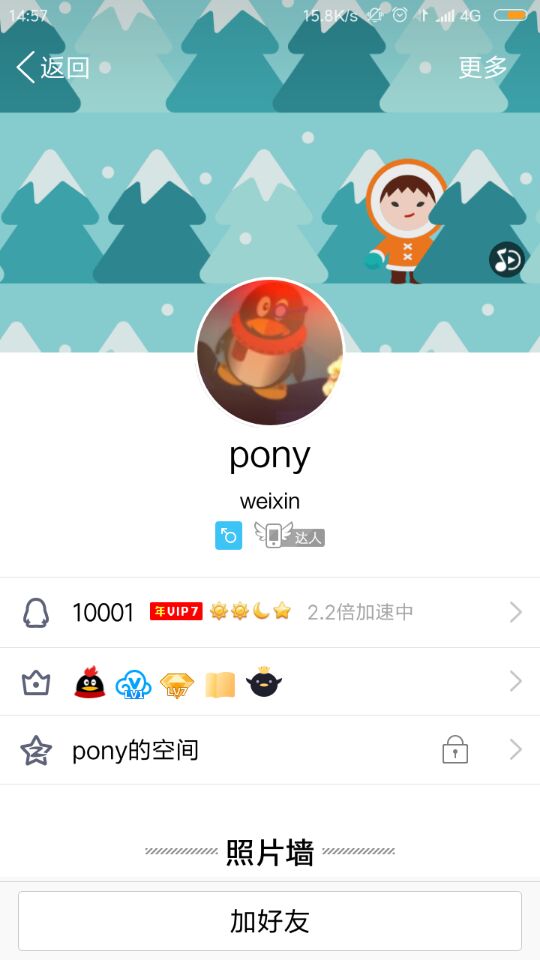 14:57 15.8K/s 4G
返回 更多
pony
weixin
达人
10001 年VIP7 2.2倍加速中
LV1 LV7
pony的空间
照片墙
加好友